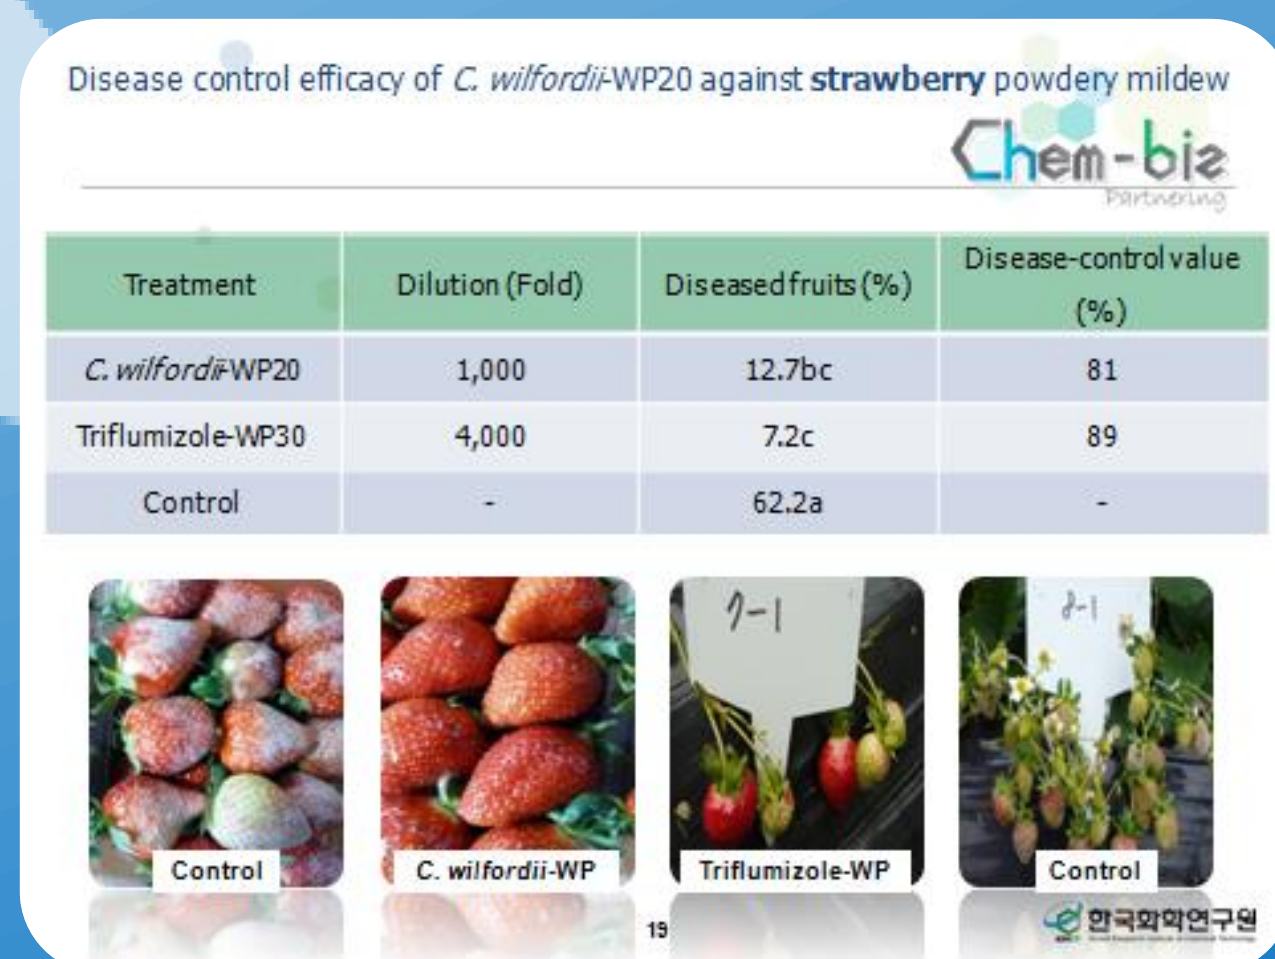 Disease control efficacy of C. wilfordii-WP20 against strawberry powdery mildew
Chem-biz
Partnering
Treatment Dilution (Fold) Diseased fruits (%) Disease-control value (%)
C. wilfordii-WP20 1,000 12.7bc 81
Triflumizole-WP30 4,000 7.2c 89
Control - 62.2a -
7-1
8-1
Control
C. wilfordii-WP
Triflumizole-WP
Control
19
한국화학연구원